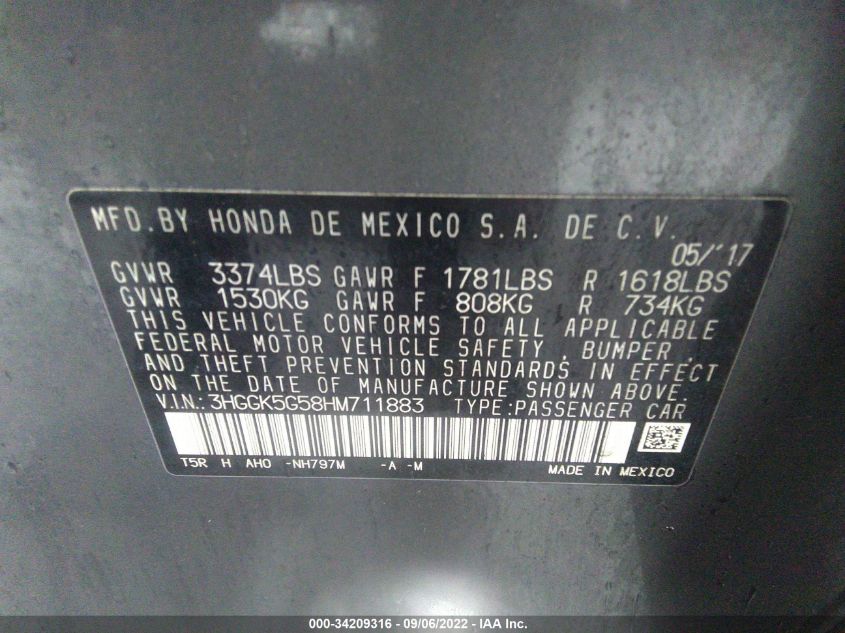 MFD.BY HONDA DE MEXICO S.A. DE C.V.
05/'17
GVWR 3374LBS GAWR F 1781LBS R 1618LBS
GVWR 1530KG GAWR F 808KG R 734KG
THIS VEHICLE CONFORMS TO ALL APPLICABLE
FEDERAL MOTOR VEHICLE SAFETY, BUMPER,
AND THEFT PREVENTION STANDARDS IN EFFECT
ON THE DATE OF MANUFACTURE SHOWN ABOVE.
V.I.N.:3HGGK5G58HM711883 TYPE:PASSENGER CAR
T5R H AHO -NH797M -A -M MADE IN MEXICO
000-34209316 - 09/06/2022 - IAA Inc.